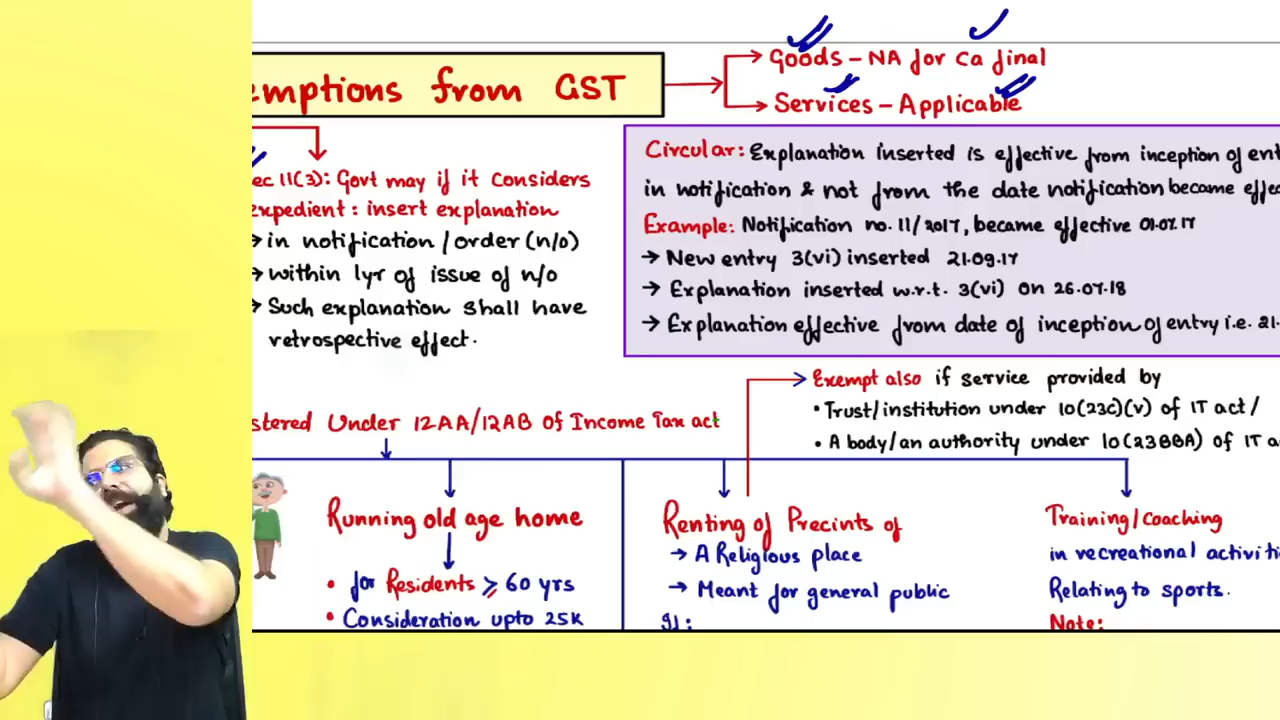 emptions from GST
Goods - NA for Ca final
Services - Applicable
ec 11(3): Govt may if it considers
expedient: insert explanation
→ in notification / order (n/o)
→ within 1yr of issue of n/o
→ Such explanation shall have
retrospective effect.
Circular: Explanation inserted is effective from inception of ent
in notification & not from the date notification became effec
Example: Notification no. 11/2017, became effective 01.07.17
→ New entry 3(vi) inserted 21.09.17
→ Explanation inserted w.r.t. 3(vi) on 26.07.18
→ Explanation effective from date of inception of entry i.e. 21.
Exempt also if service provided by
• Trust/institution under 10(23C)(v) of IT act /
• A body/an authority under 10(23BBA) of IT a
stered Under 12AA/12AB of Income Tax act
Running old age home
• for Residents ≥ 60 yrs
• Consideration upto 25K
Renting of Precints of
→ A Religious place
→ Meant for general public
If:
Training/coaching
in recreational activiti
Relating to sports.
Note: